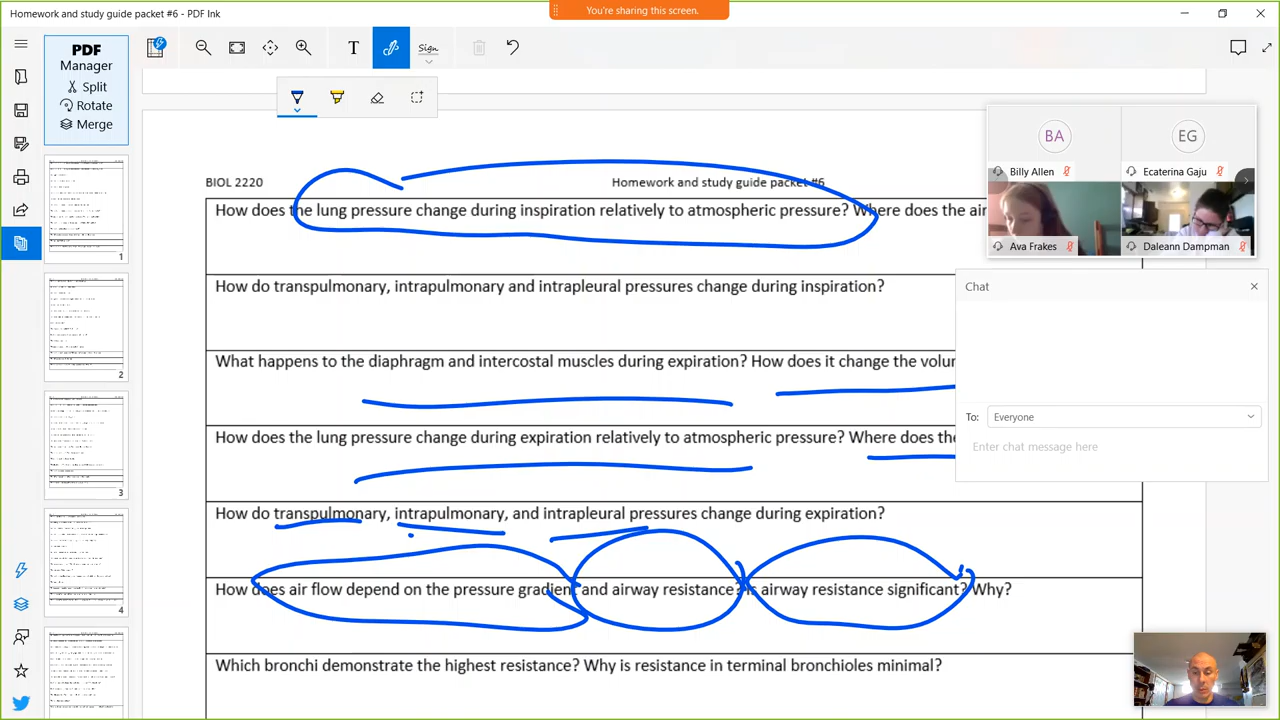 You're sharing this screen.
Homework and study guide packet #6 - PDF Ink
PDF
Manager
Split
Rotate
Merge
T
Sign
1
2
3
4
BA
EG
Billy Allen
Ecaterina Gaju
Ava Frakes
Daleann Dampman
BIOL 2220
Homework and study guide packet #6
How does the lung pressure change during inspiration relatively to atmospheric pressure? Where does the air
How do transpulmonary, intrapulmonary and intrapleural pressures change during inspiration?
What happens to the diaphragm and intercostal muscles during expiration? How does it change the volum
How does the lung pressure change during expiration relatively to atmospheric pressure? Where does the
How do transpulmonary, intrapulmonary and intrapleural pressures change during expiration?
How does air flow depend on the pressure gradient and airway resistance? Is airway resistance significant? Why?
Which bronchi demonstrate the highest resistance? Why is resistance in terminal bronchioles minimal?
Chat
To: Everyone
Enter chat message here